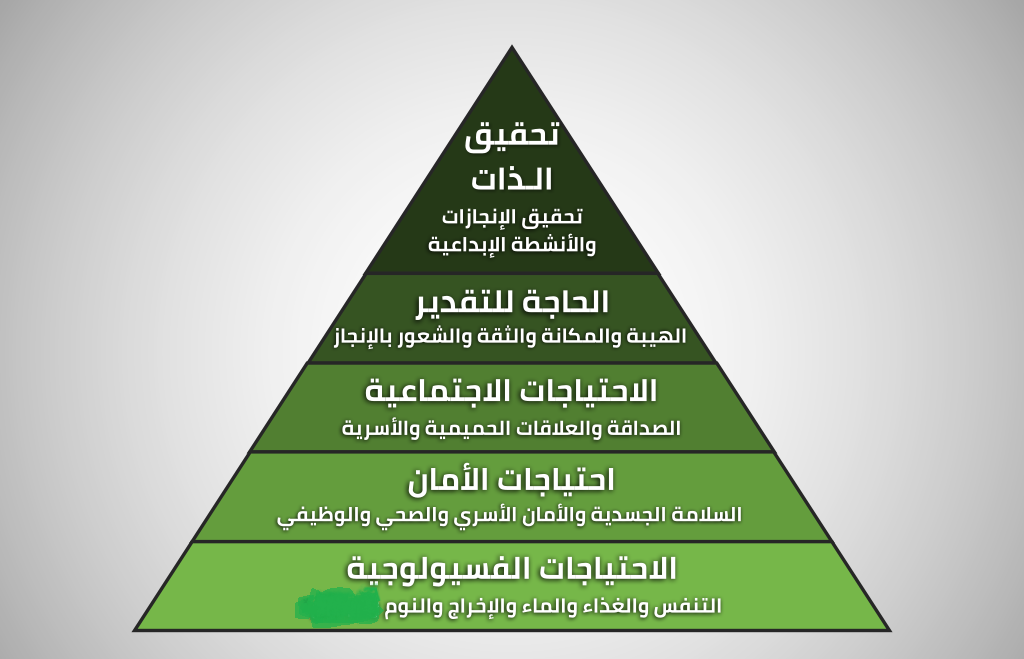 تحقيق
الـذات
تحقيق الإنجازات
والأنشطة الإبداعية
الحاجة للتقدير
الهيبة والمكانة والثقة والشعور بالإنجاز
الاحتياجات الاجتماعية
الصداقة والعلاقات الحميمية والأسرية
احتياجات الأمان
السلامة الجسدية والأمان الأسري والصحي والوظيفي
الاحتياجات الفسيولوجية
التنفس والغذاء والماء والإخراج والنوم